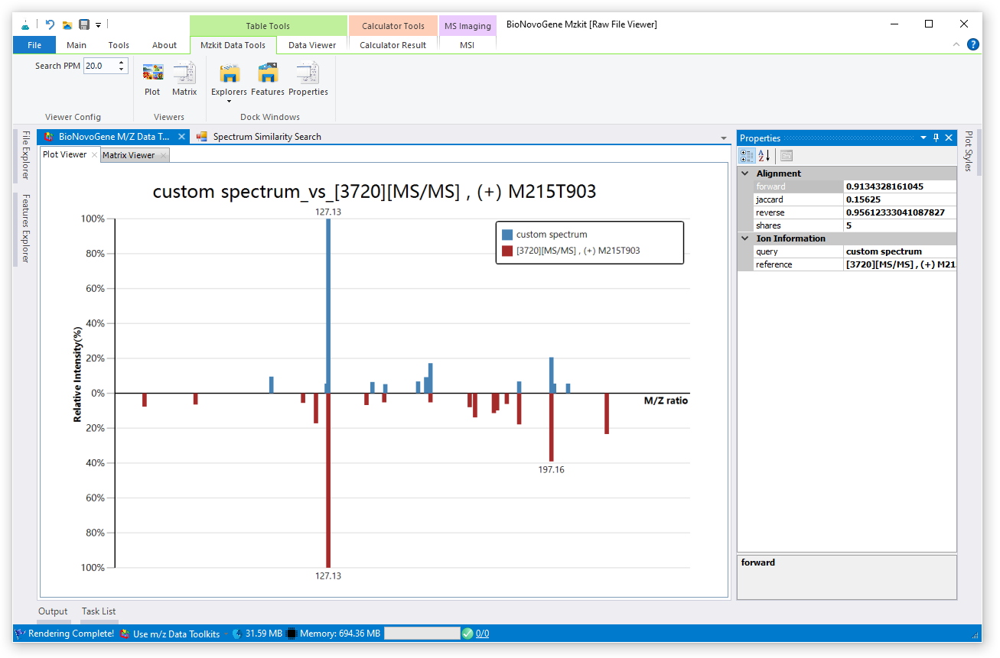 Table Tools
Calculator Tools
MS Imaging
BioNovoGene Mzkit [Raw File Viewer]
File
Main
Tools
About
Mzkit Data Tools
Data Viewer
Calculator Result
MSI
?
Search PPM 20.0
Plot
Matrix
Explorers
Features
Properties
Viewer Config
Viewers
Dock Windows
File Explorer
Features Explorer
BioNovoGene M/Z Data T...
Spectrum Similarity Search
Plot Viewer
Matrix Viewer
custom spectrum_vs_[3720][MS/MS] , (+) M215T903
127.13
custom spectrum
[3720][MS/MS] , (+) M215T903
100%
80%
60%
40%
20%
0%
20%
40%
60%
80%
100%
Relative Intensity(%)
M/Z ratio
197.16
127.13
Properties
Alignment
forward 0.9134328161045
jaccard 0.15625
reverse 0.95612333041087827
shares 5
Ion Information
query custom spectrum
reference [3720][MS/MS] , (+) M21
forward
Plot Styles
Output
Task List
Rendering Complete!
Use m/z Data Toolkits
31.59 MB
Memory: 694.36 MB
0/0